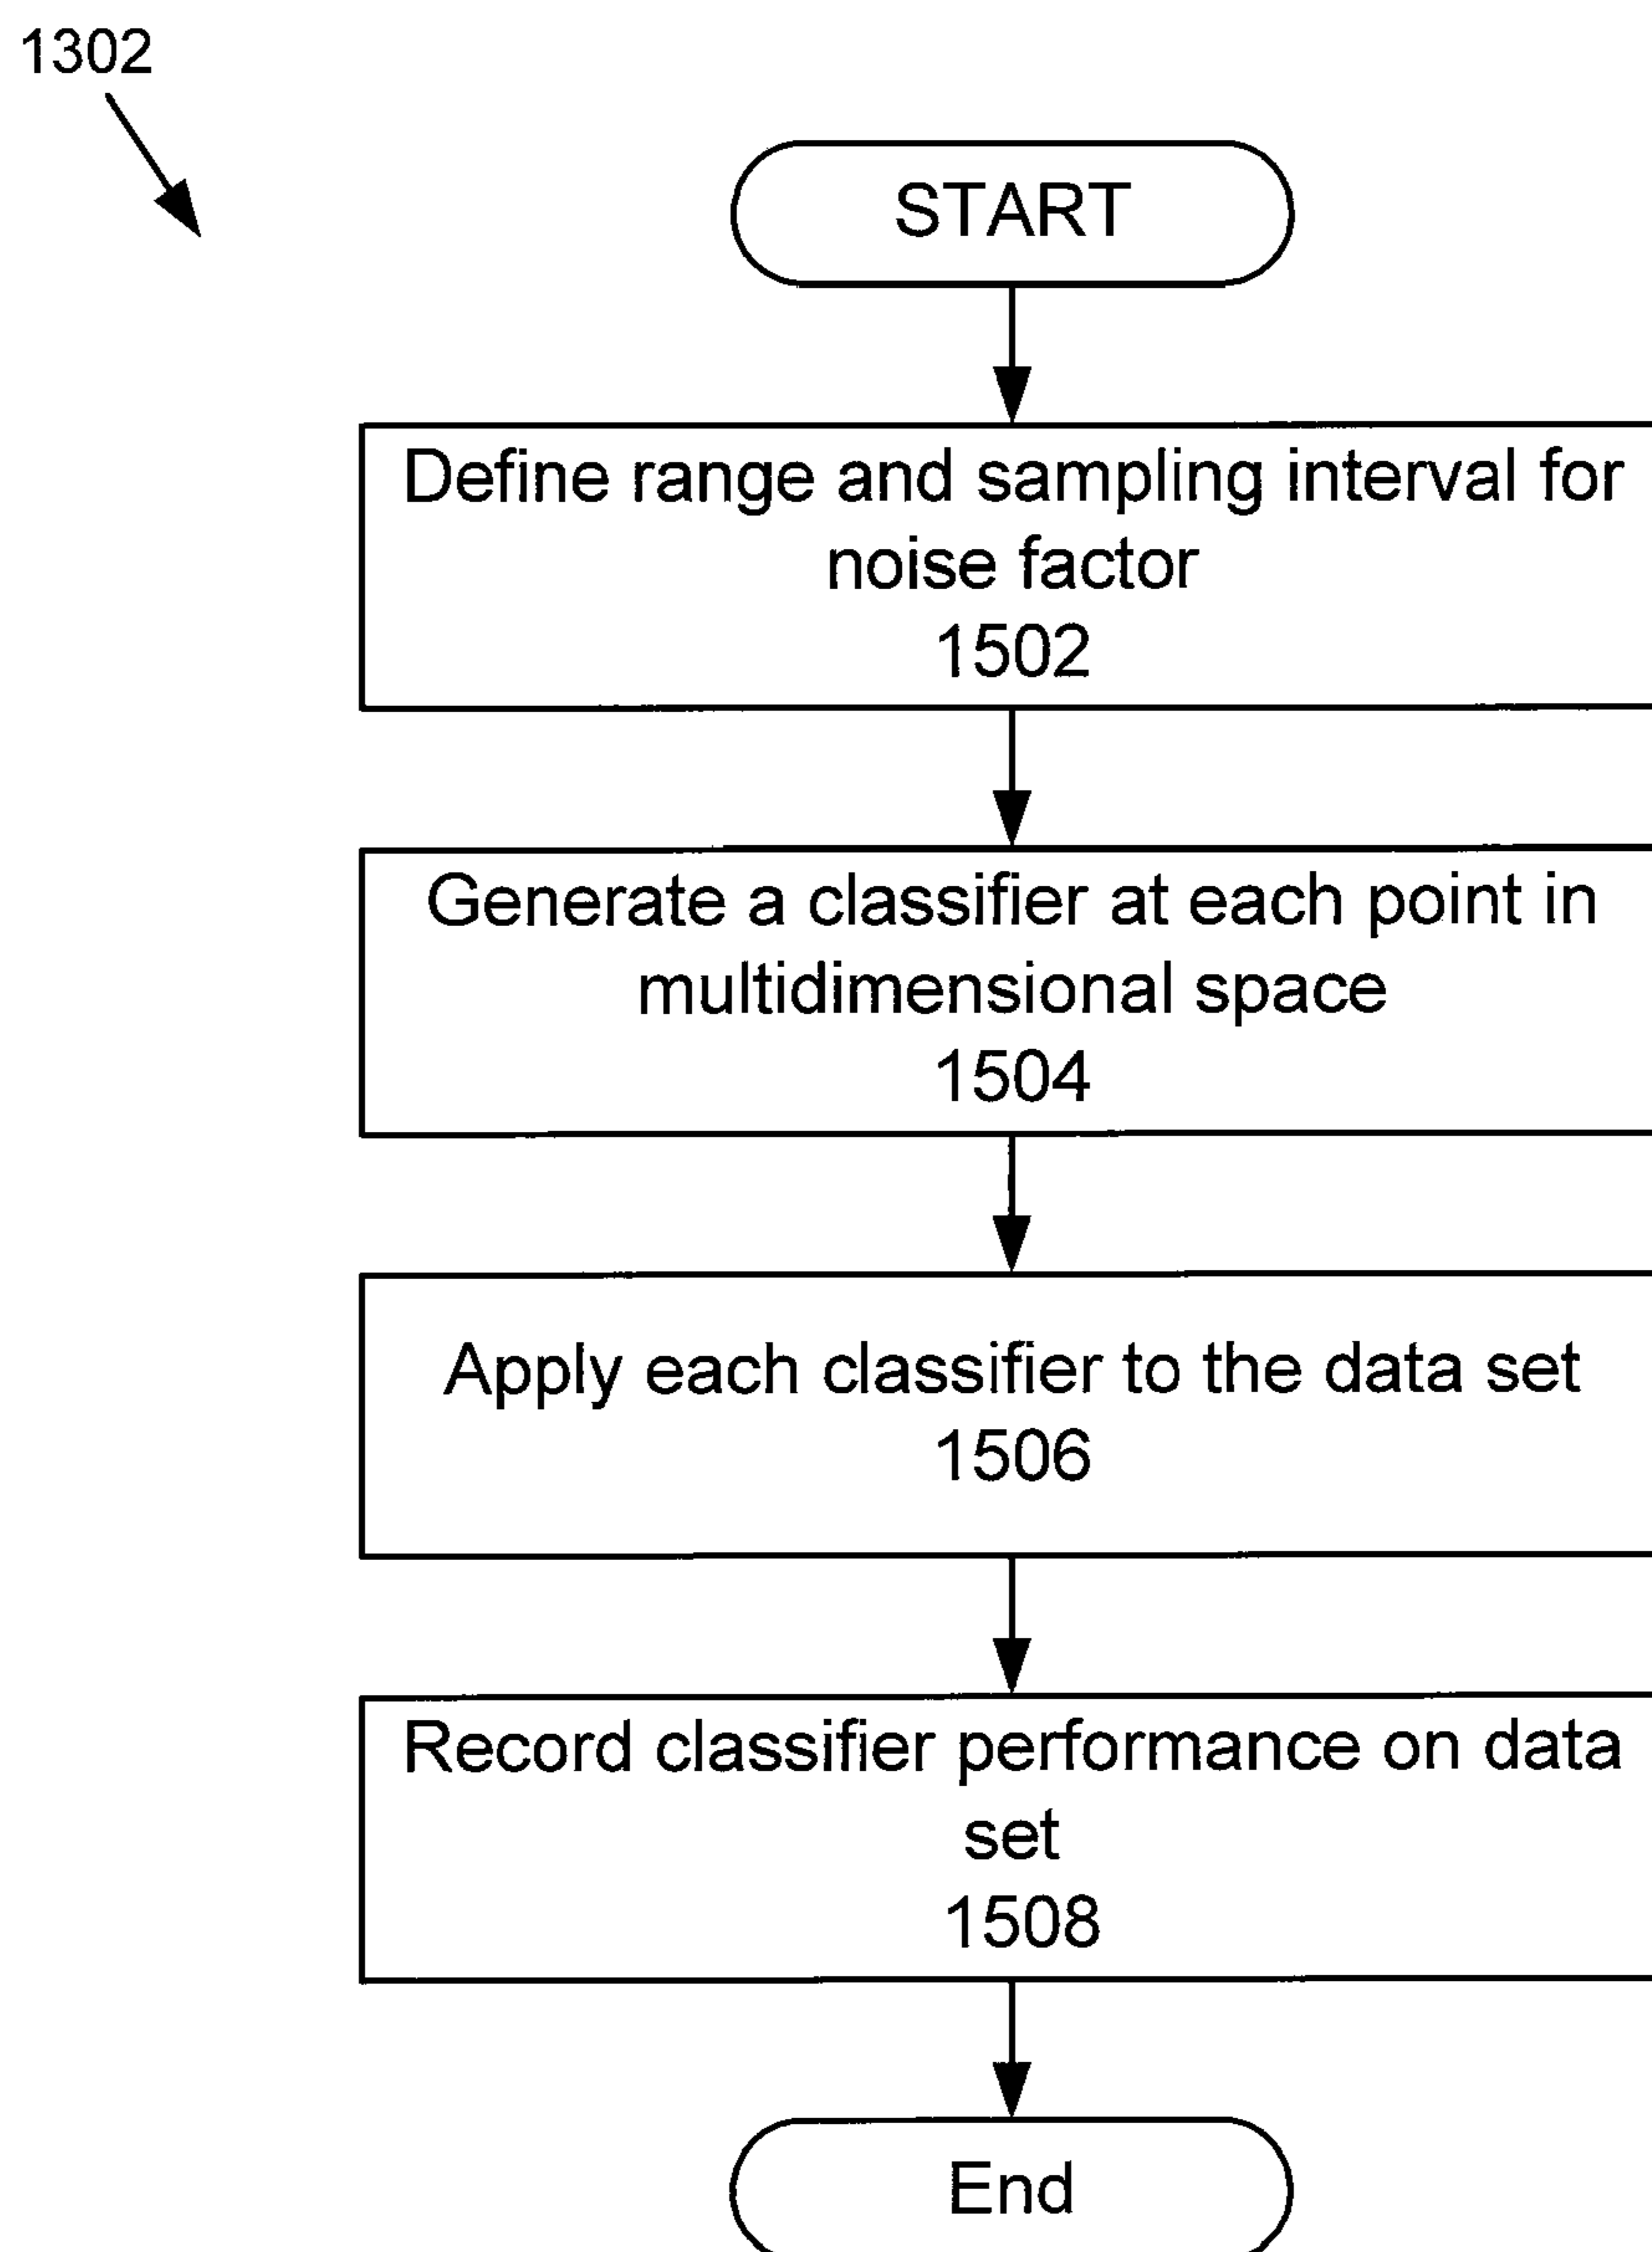 1302
START
Define range and sampling interval for
noise factor
1502
Generate a classifier at each point in
multidimensional space
1504
Apply each classifier to the data set
1506
Record classifier performance on data
set
1508
End